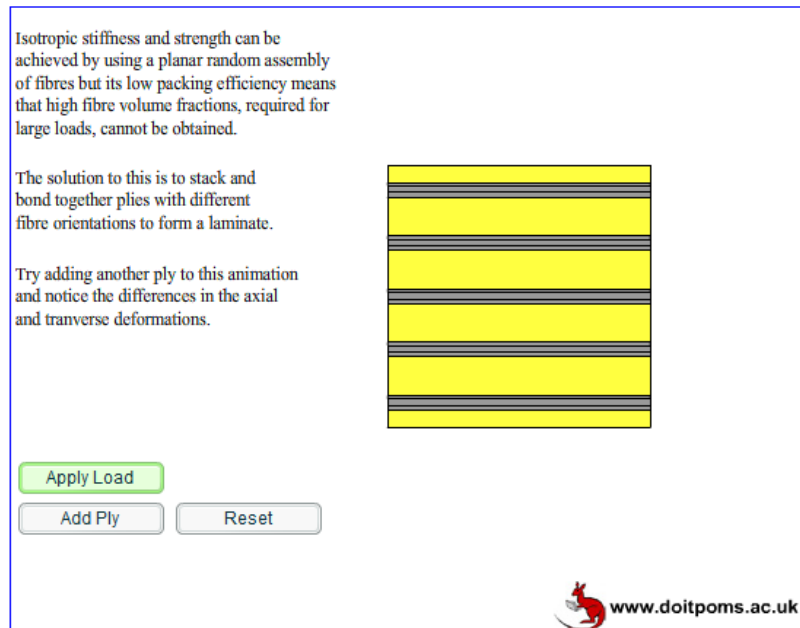 Isotropic stiffness and strength can be
achieved by using a planar random assembly
of fibres but its low packing efficiency means
that high fibre volume fractions, required for
large loads, cannot be obtained.
The solution to this is to stack and
bond together plies with different
fibre orientations to form a laminate.
Try adding another ply to this animation
and notice the differences in the axial
and tranverse deformations.
Apply Load
Add Ply
Reset
www.doitpoms.ac.uk